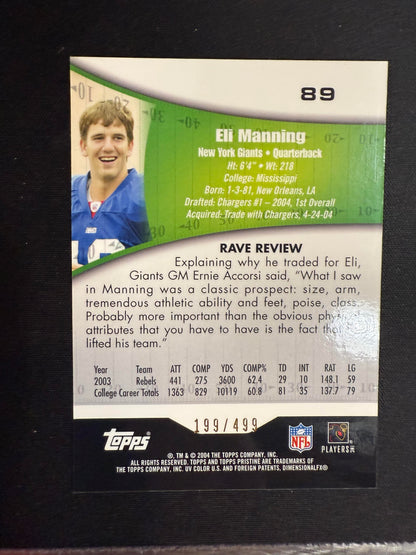 89
Eli Manning
New York Giants • Quarterback
Ht: 6'4" • Wt: 218
College: Mississippi
Born: 1-3-81, New Orleans, LA
Drafted: Chargers #1 – 2004, 1st Overall
Acquired: Trade with Chargers, 4-24-04
RAVE REVIEW
Explaining why he traded for Eli,
Giants GM Ernie Accorsi said, “What I saw
in Manning was a classic prospect: size, arm,
tremendous athletic ability and feet, poise, class.
Probably more important than the obvious physical
attributes that you have to have is the fact that
lifted his team.”
Year Team ATT COMP YDS COMP% TD INT RAT LG
2003 Rebels 441 275 3600 62.4 29 10 148.1 59
College Career Totals 1363 829 10119 60.8 81 35 137.7 79
199/499
Topps
NFL
PLAYERS
®, TM & © 2004 THE TOPPS COMPANY, INC.
ALL RIGHTS RESERVED. TOPPS AND TOPPS PRISTINE ARE TRADEMARKS OF
THE TOPPS COMPANY, INC. UV COLOR U.S. AND FOREIGN PATENTS, DIMENSIONALFX®